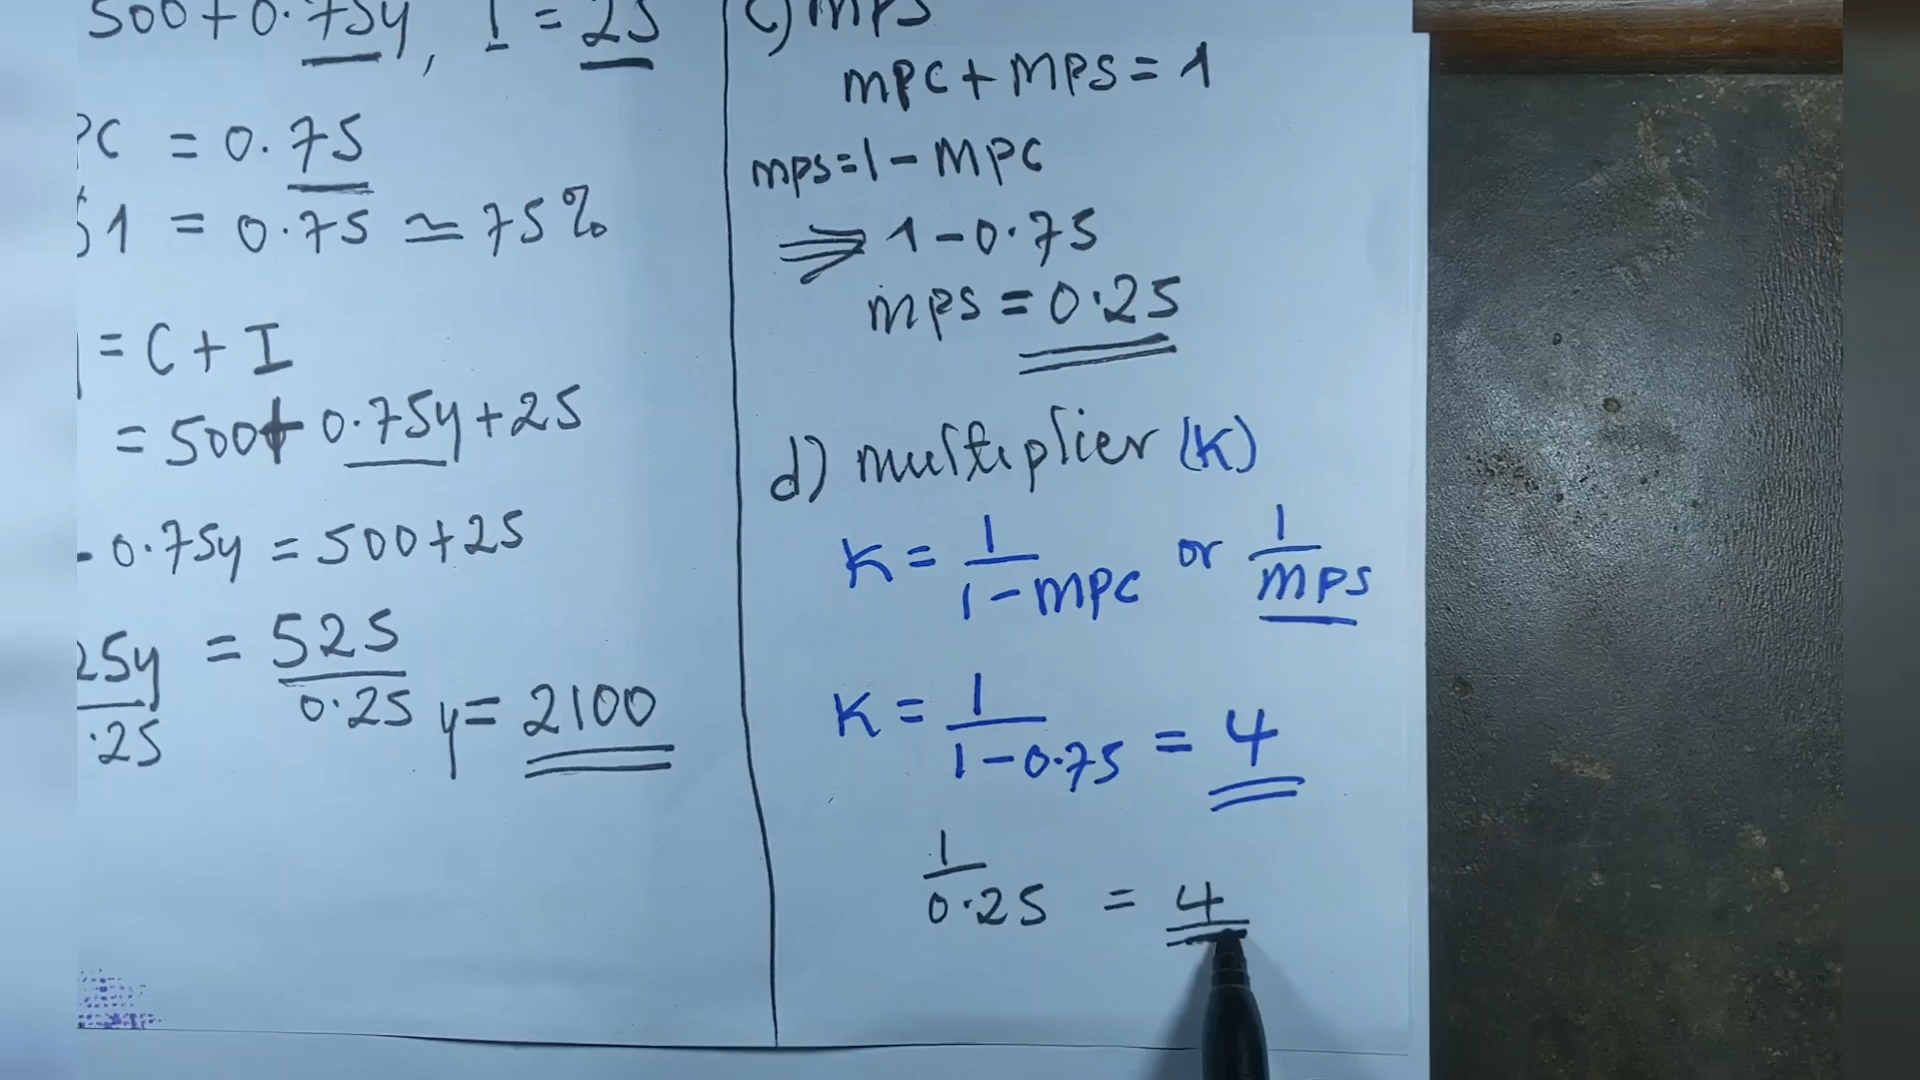 500+0.75y, I = 25
PC = 0.75
$1 = 0.75 ≃ 75%
y = C + I
= 500+ 0.75y+25
- 0.75y = 500+25
25y/.25 = 525/0.25 y= 2100
c) mps
mpc + mps = 1
mps=1 - MPC
⇒ 1-0.75
mps = 0.25
d) multiplier (K)
K = 1/1-mpc or 1/mps
K = 1/1-0.75 = 4
1/0.25 = 4